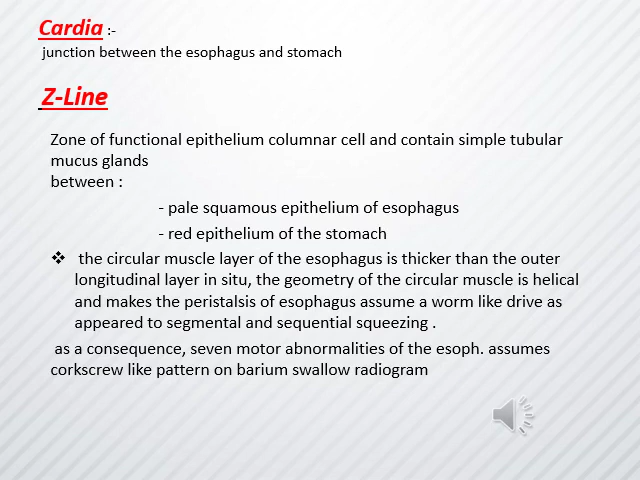 Cardia :-
junction between the esophagus and stomach
Z-Line
Zone of functional epithelium columnar cell and contain simple tubular
mucus glands
between :
- pale squamous epithelium of esophagus
- red epithelium of the stomach
❖ the circular muscle layer of the esophagus is thicker than the outer
longitudinal layer in situ, the geometry of the circular muscle is helical
and makes the peristalsis of esophagus assume a worm like drive as
appeared to segmental and sequential squeezing .
as a consequence, seven motor abnormalities of the esoph. assumes
corkscrew like pattern on barium swallow radiogram